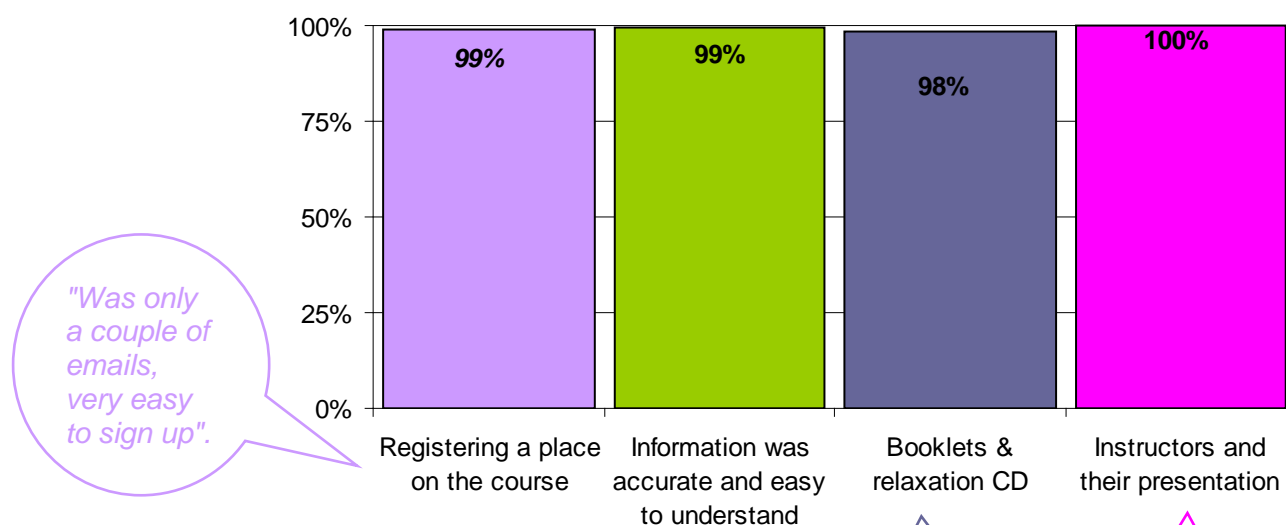 100%
75%
50%
25%
0%
99%
99%
98%
100%
"Was only
a couple of
emails,
very easy
to sign up".
Registering a place
on the course
Information was
accurate and easy
to understand
Booklets &
relaxation CD
Instructors and
their presentation